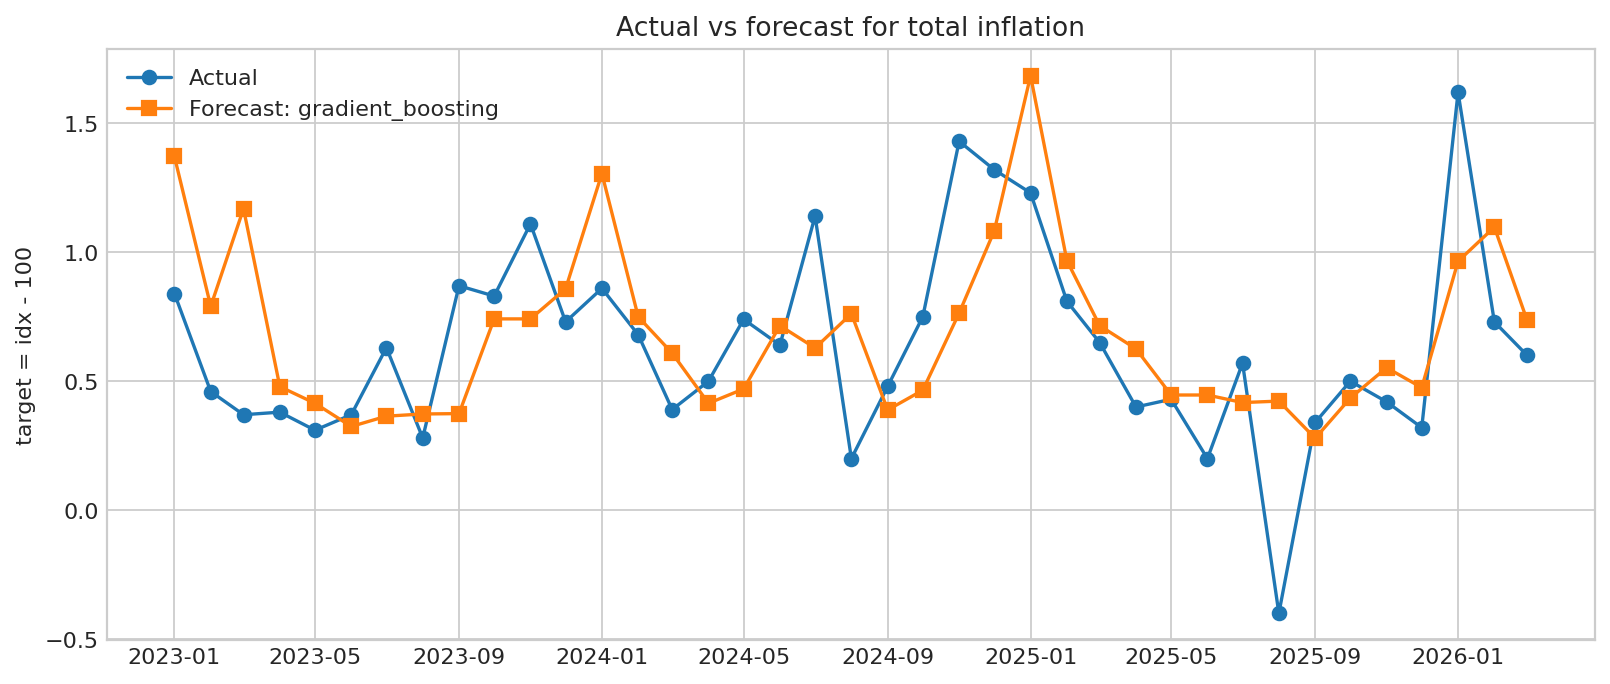 Actual vs forecast for total inflation
Actual
Forecast: gradient_boosting
target = idx - 100
1.5
1.0
0.5
0.0
−0.5
2023-01 2023-05 2023-09 2024-01 2024-05 2024-09 2025-01 2025-05 2025-09 2026-01